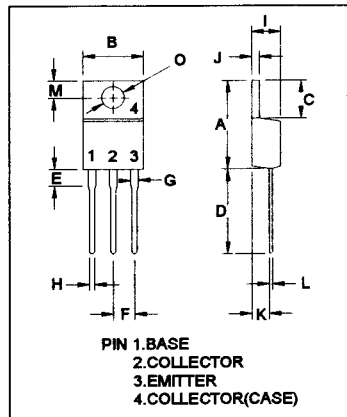 I
B
O
J
M
4
C
A
1 2 3
E
G
D
H
F
L
K
PIN 1.BASE
2.COLLECTOR
3.EMITTER
4.COLLECTOR(CASE)